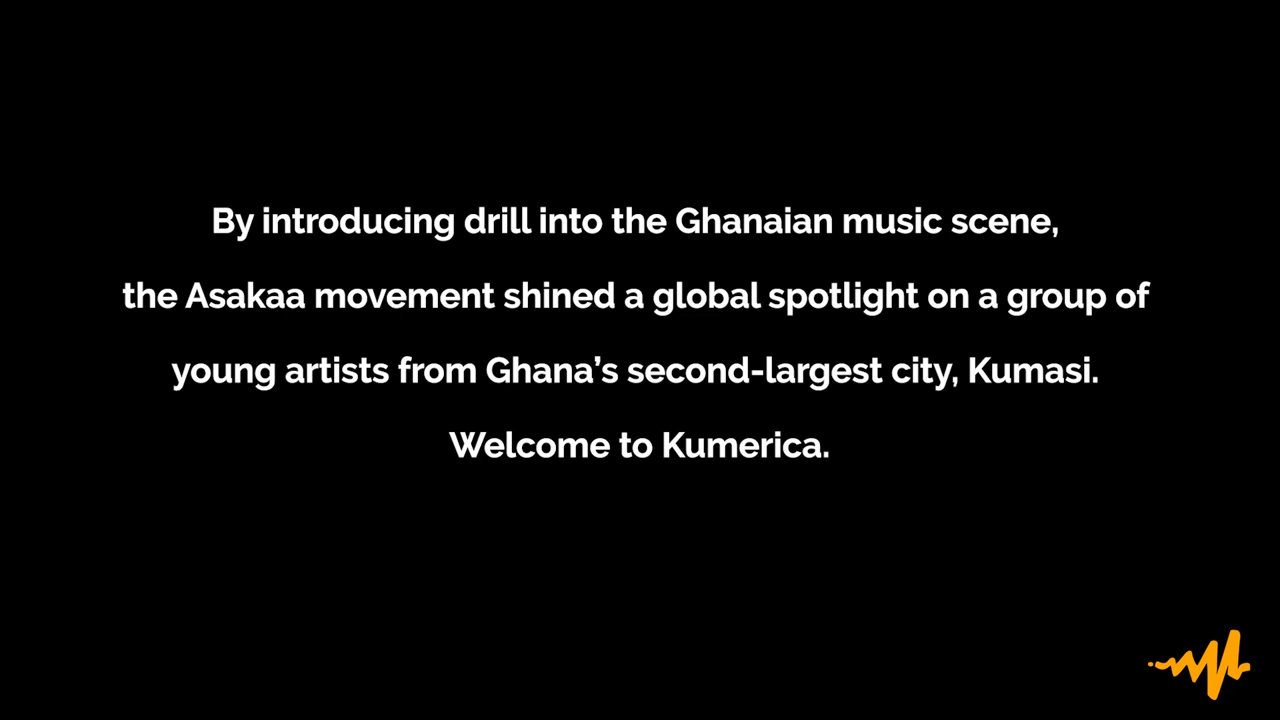 By introducing drill into the Ghanaian music scene,
the Asakaa movement shined a global spotlight on a group of
young artists from Ghana’s second-largest city, Kumasi.
Welcome to Kumerica.